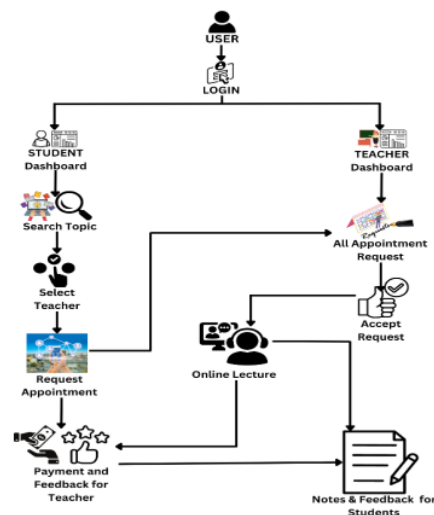 USER
LOGIN
STUDENT
Dashboard
TEACHER
Dashboard
Search Topic
All Appointment
Request
Select
Teacher
Accept
Request
Request
Appointment
Online Lecture
Payment and
Feedback for
Teacher
Notes & Feedback for
Students